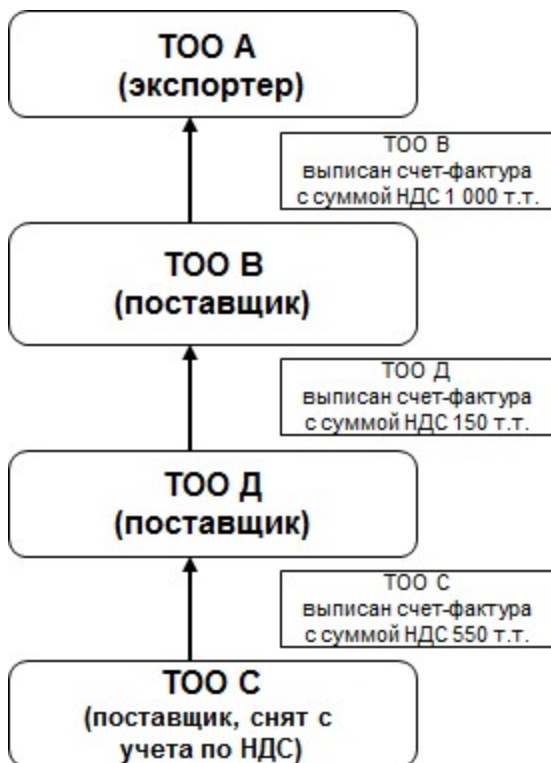 ТОО А
(экспортер)
ТОО В
выписан счет-фактура
с суммой НДС 1 000 т.т.
ТОО В
(поставщик)
ТОО Д
выписан счет-фактура
с суммой НДС 150 т.т.
ТОО Д
(поставщик)
ТОО С
выписан счет-фактура
с суммой НДС 550 т.т.
ТОО С
(поставщик, снят с
учета по НДС)